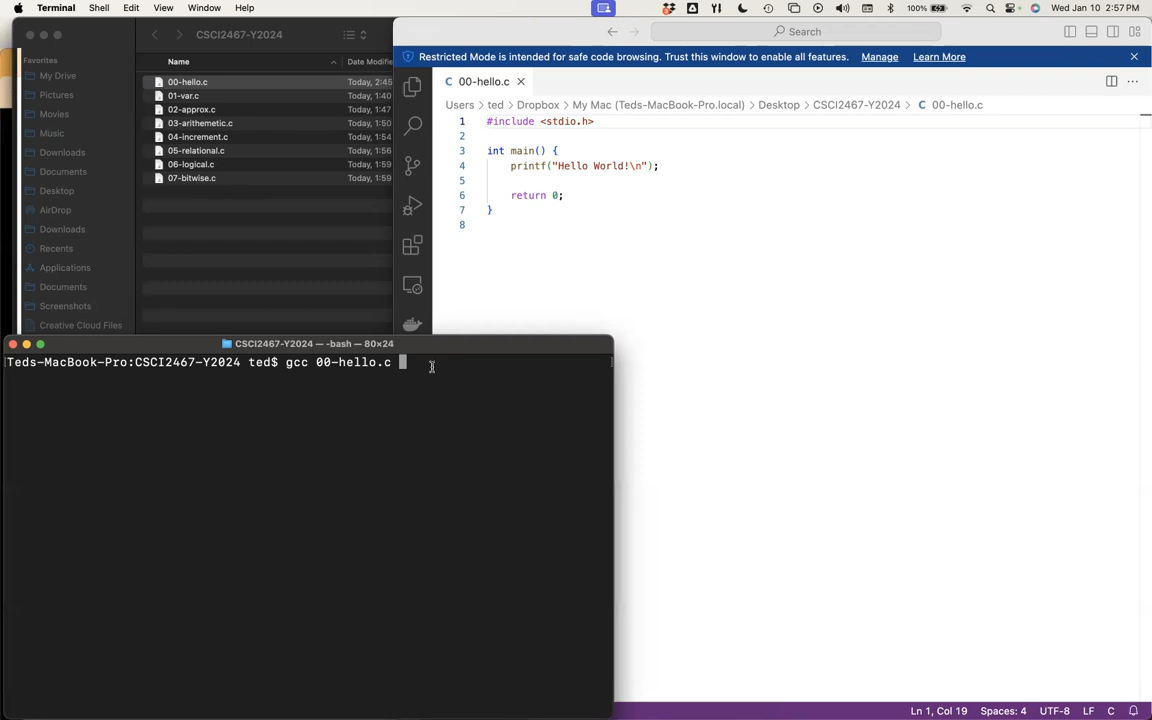 Terminal Shell Edit View Window Help 100% Wed Jan 10 2:57 PM
CSCI2467-Y2024
Favorites
My Drive
Pictures
Movies
Music
Downloads
Documents
Desktop
AirDrop
Downloads
Recents
Applications
Documents
Screenshots
Creative Cloud Files
Name Date Modifie
00-hello.c Today, 2:45
01-var.c Today, 1:40
02-approx.c Today, 1:47
03-arithemetic.c Today, 1:50
04-increment.c Today, 1:54
05-relational.c Today, 1:56
06-logical.c Today, 1:59
07-bitwise.c Today, 1:59
Search
Restricted Mode is intended for safe code browsing. Trust this window to enable all features. Manage Learn More
C 00-hello.c
Users > ted > Dropbox > My Mac (Teds-MacBook-Pro.local) > Desktop > CSCI2467-Y2024 > C 00-hello.c
1 #include <stdio.h>
2
3 int main() {
4 printf("Hello World!\n");
5
6 return 0;
7 }
8
CSCI2467-Y2024 — -bash — 80×24
Teds-MacBook-Pro:CSCI2467-Y2024 ted$ gcc 00-hello.c
Ln 1, Col 19 Spaces: 4 UTF-8 LF C